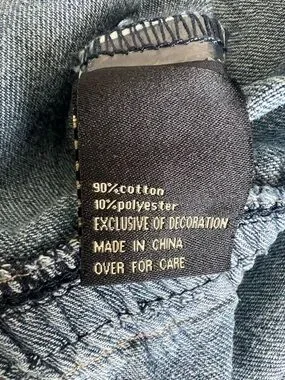 90%cotton
10%polyester
EXCLUSIVE OF DECORATION
MADE IN CHINA
OVER FOR CARE